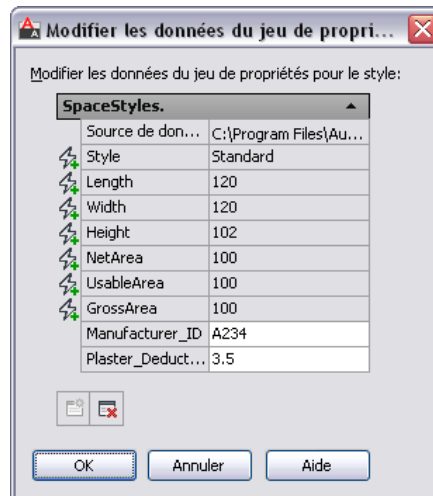 Modifier les données du jeu de propri...
Modifier les données du jeu de propriétés pour le style:
SpaceStyles.
Source de don... C:\Program Files\Au...
Style Standard
Length 120
Width 120
Height 102
NetArea 100
UsableArea 100
GrossArea 100
Manufacturer_ID A234
Plaster_Deduct... 3.5
OK Annuler Aide